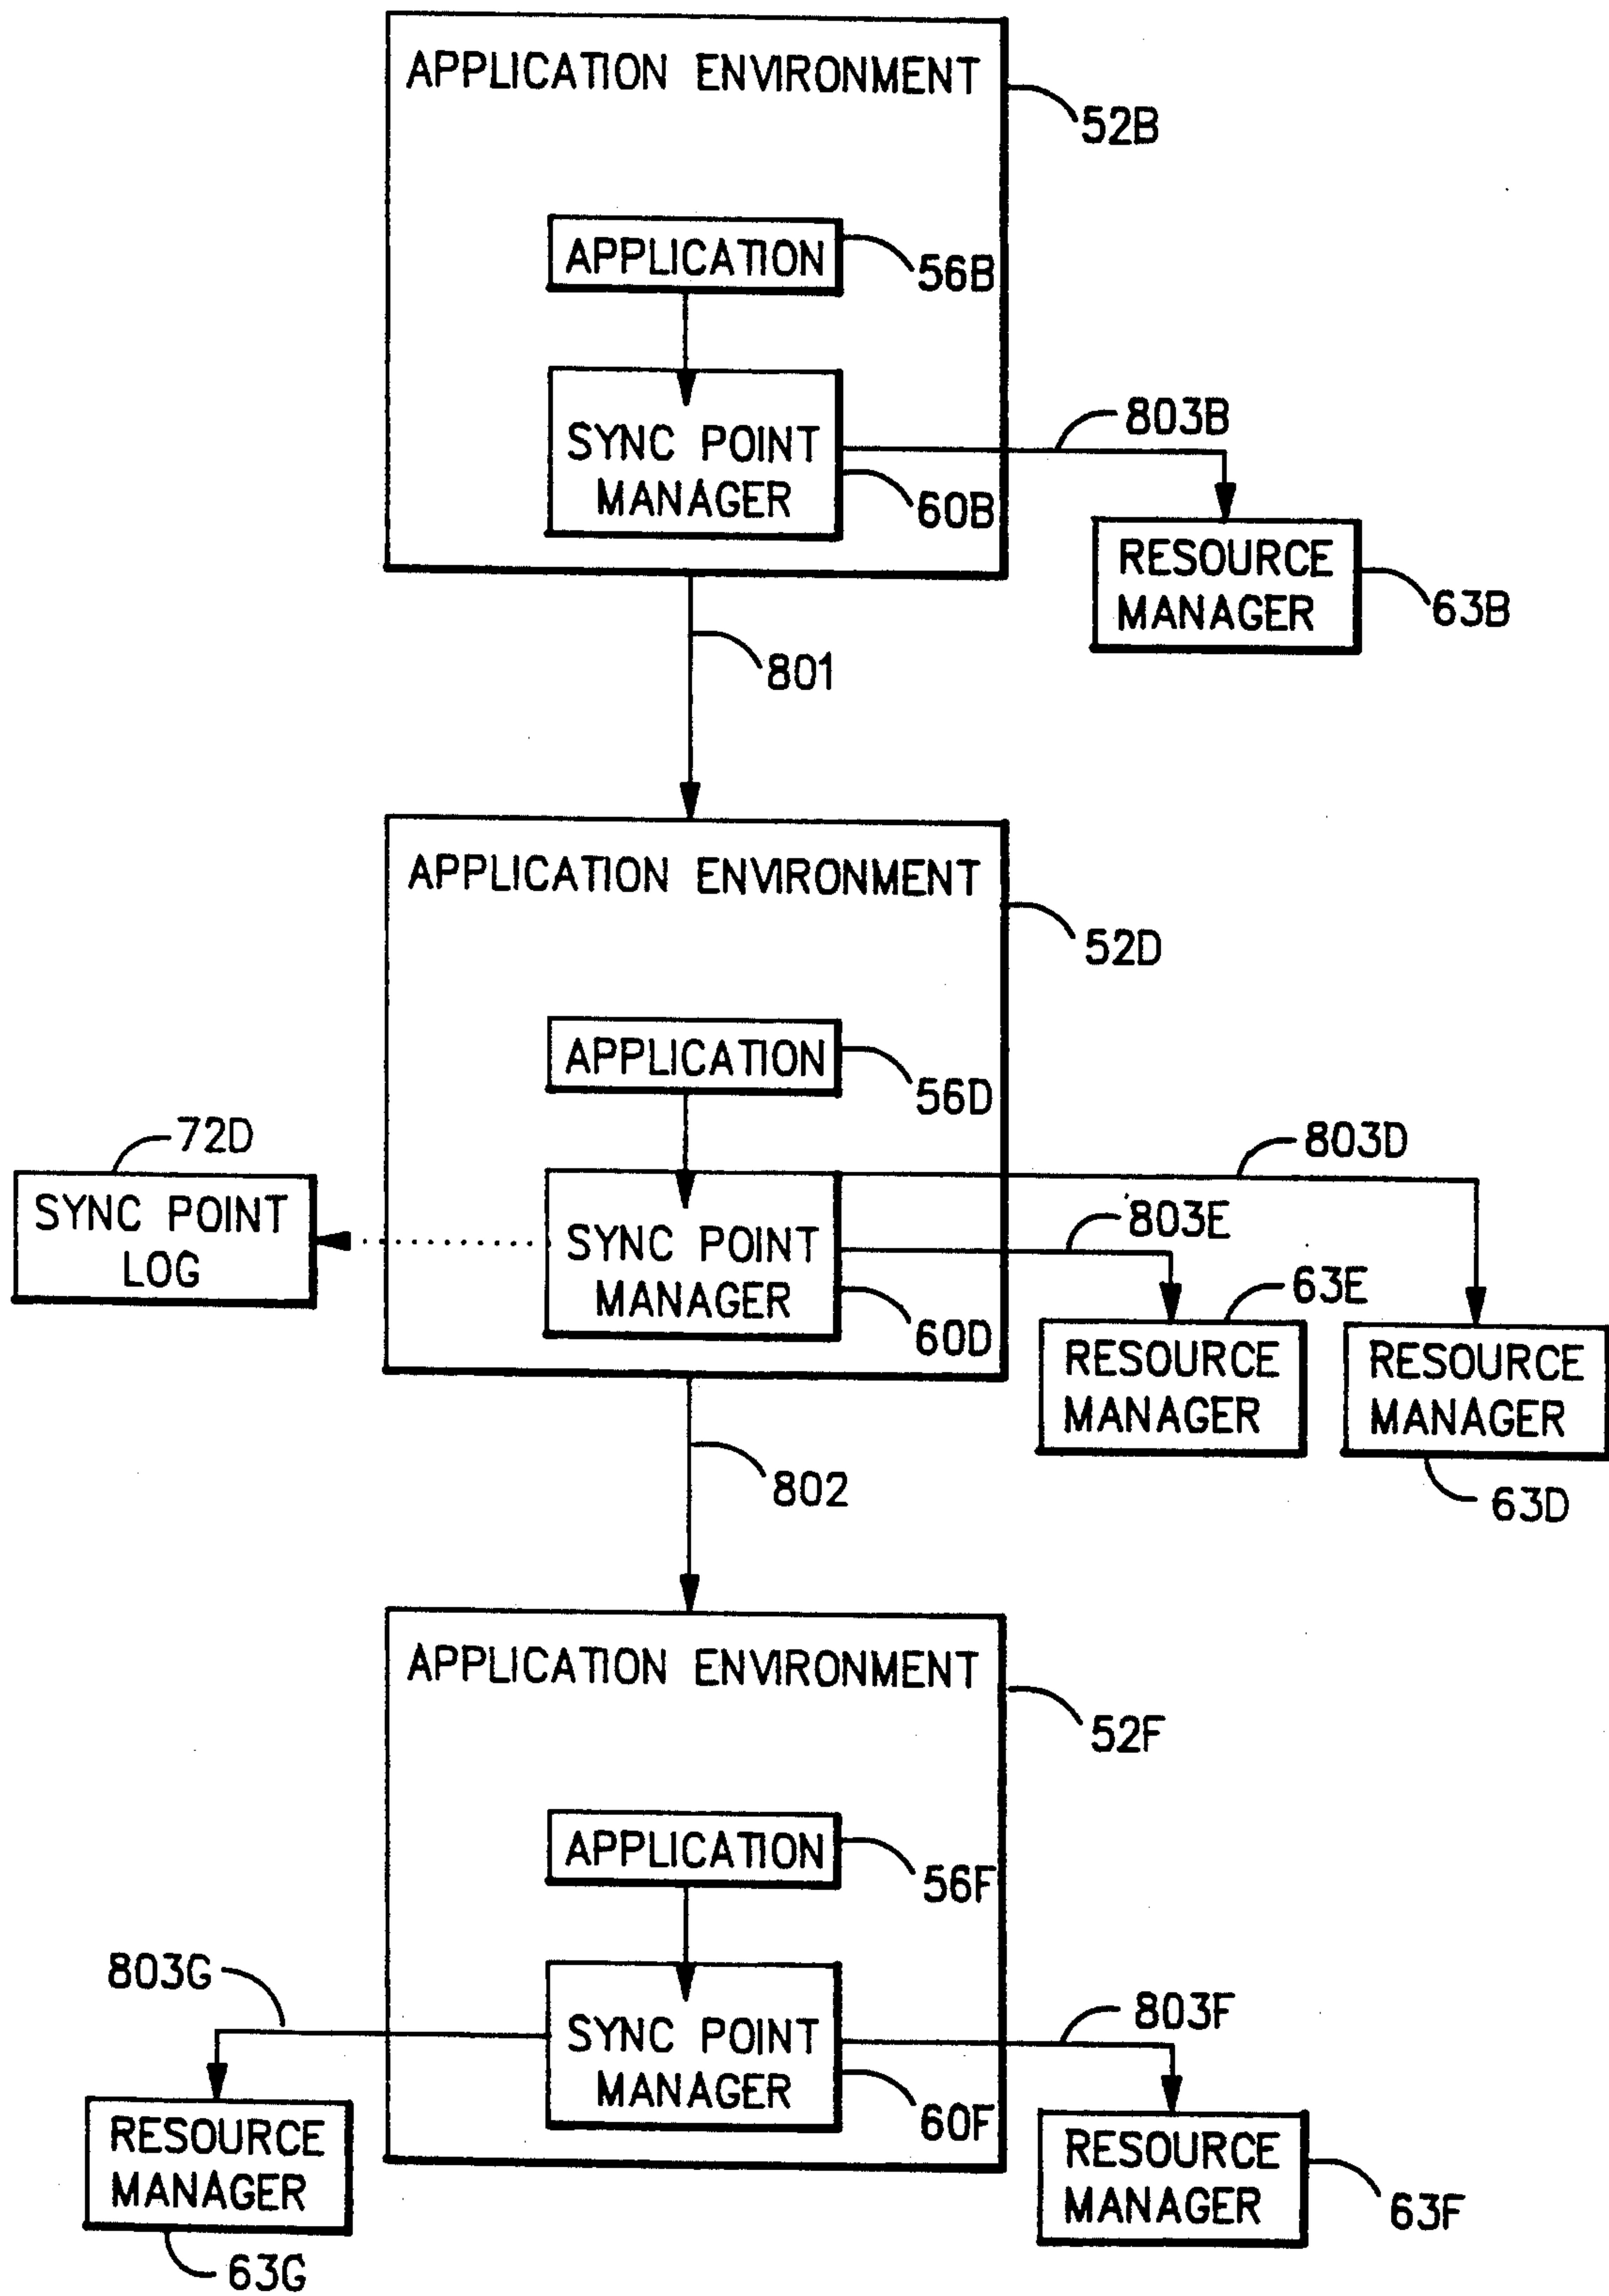 APPLICATION ENVIRONMENT
52B
APPLICATION
56B
SYNC POINT
MANAGER
60B
803B
RESOURCE
MANAGER
63B
801
APPLICATION ENVIRONMENT
52D
APPLICATION
56D
72D
SYNC POINT
LOG
SYNC POINT
MANAGER
60D
803D
803E
63E
RESOURCE
MANAGER
RESOURCE
MANAGER
63D
802
APPLICATION ENVIRONMENT
52F
APPLICATION
56F
803G
SYNC POINT
MANAGER
60F
803F
RESOURCE
MANAGER
63G
RESOURCE
MANAGER
63F